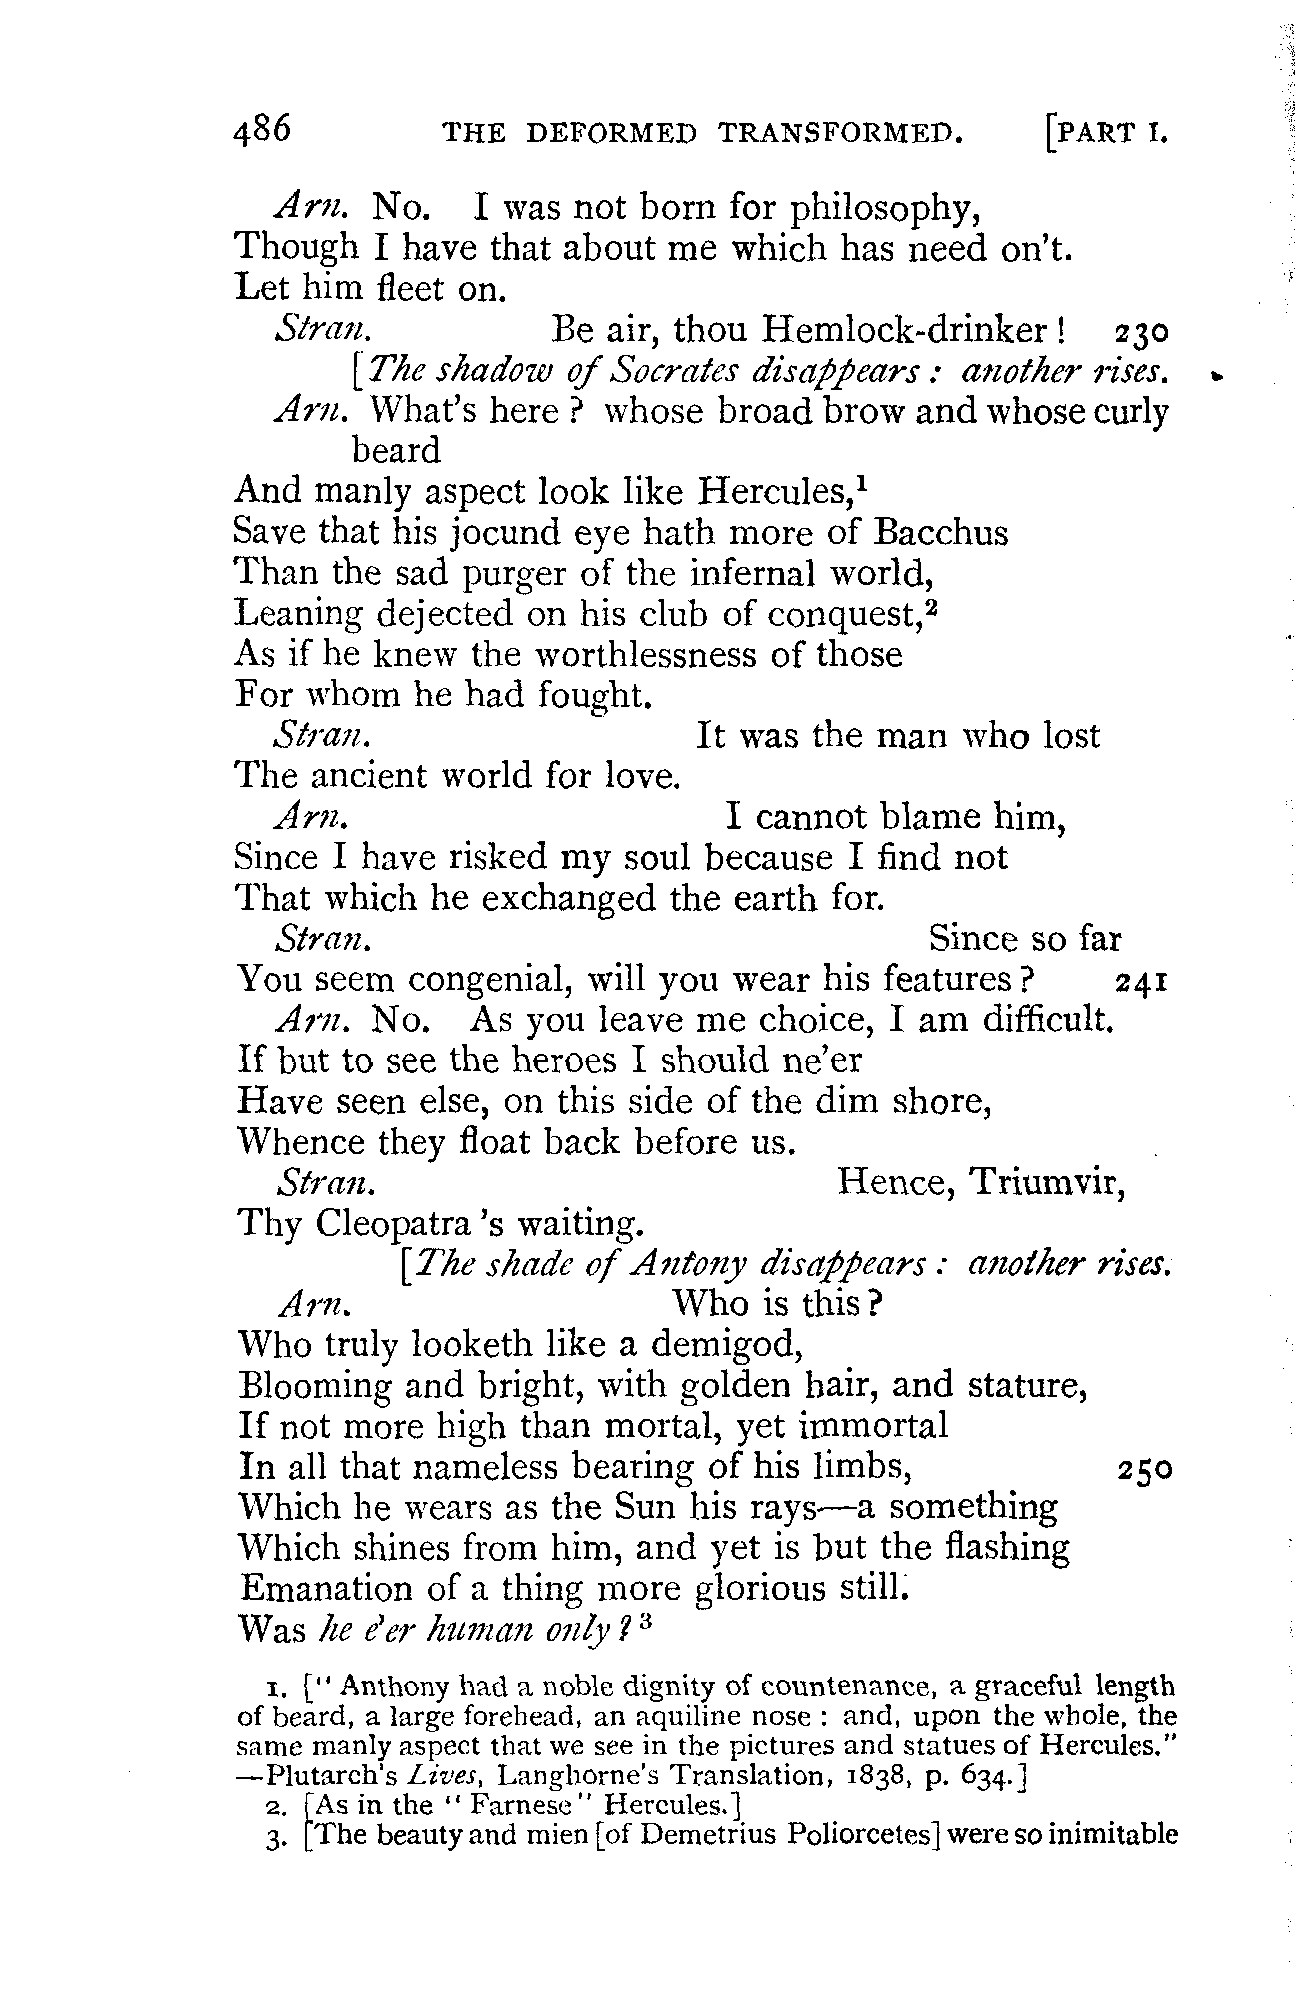 486 THE DEFORMED TRANSFORMED. [PART I.
Arn. No. I was not born for philosophy,
Though I have that about me which has need on't.
Let him fleet on.
Stran. Be air, thou Hemlock-drinker! 230
[The shadow of Socrates disappears: another rises.
Arn. What's here? whose broad brow and whose curly
beard
And manly aspect look like Hercules,¹
Save that his jocund eye hath more of Bacchus
Than the sad purger of the infernal world,
Leaning dejected on his club of conquest,²
As if he knew the worthlessness of those
For whom he had fought.
Stran. It was the man who lost
The ancient world for love.
Arn. I cannot blame him,
Since I have risked my soul because I find not
That which he exchanged the earth for.
Stran. Since so far
You seem congenial, will you wear his features? 241
Arn. No. As you leave me choice, I am difficult.
If but to see the heroes I should ne'er
Have seen else, on this side of the dim shore,
Whence they float back before us.
Stran. Hence, Triumvir,
Thy Cleopatra 's waiting.
[The shade of Antony disappears: another rises.
Arn. Who is this?
Who truly looketh like a demigod,
Blooming and bright, with golden hair, and stature,
If not more high than mortal, yet immortal
In all that nameless bearing of his limbs, 250
Which he wears as the Sun his rays—a something
Which shines from him, and yet is but the flashing
Emanation of a thing more glorious still.
Was he e'er human only?³
1. ["Anthony had a noble dignity of countenance, a graceful length
of beard, a large forehead, an aquiline nose: and, upon the whole, the
same manly aspect that we see in the pictures and statues of Hercules."
—Plutarch's Lives, Langhorne's Translation, 1838, p. 634.]
2. [As in the "Farnese" Hercules.]
3. [The beauty and mien [of Demetrius Poliorcetes] were so inimitable